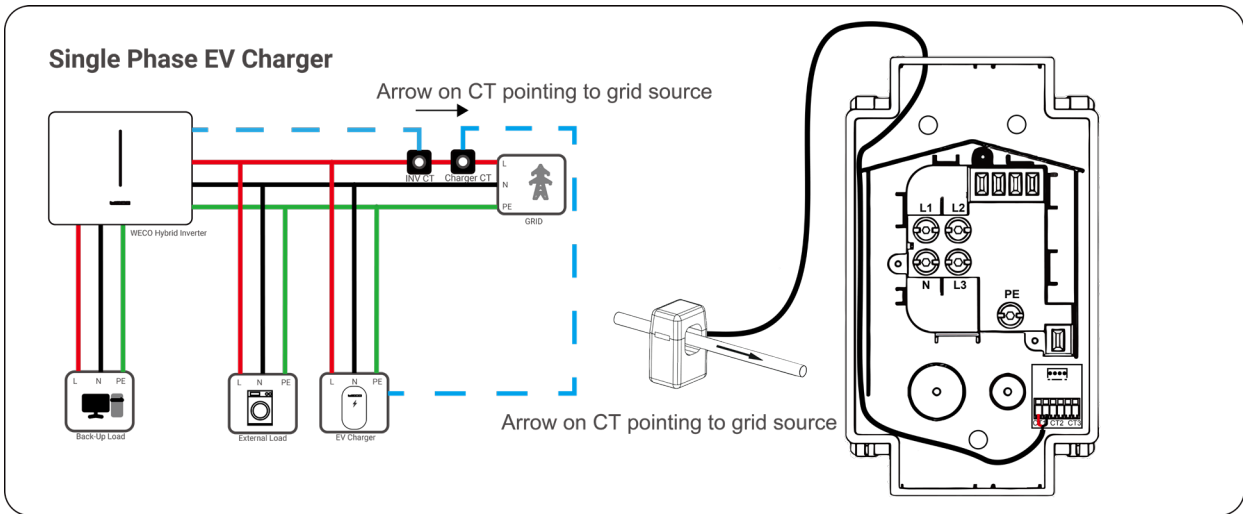 Single Phase EV Charger
Arrow on CT pointing to grid source
INV CT
Charger CT
L
N
PE
GRID
WECO Hybrid Inverter
L N PE
Back-Up Load
L N PE
External Load
L N PE
EV Charger
Arrow on CT pointing to grid source
L1 L2
N L3
PE
CT2 CT3